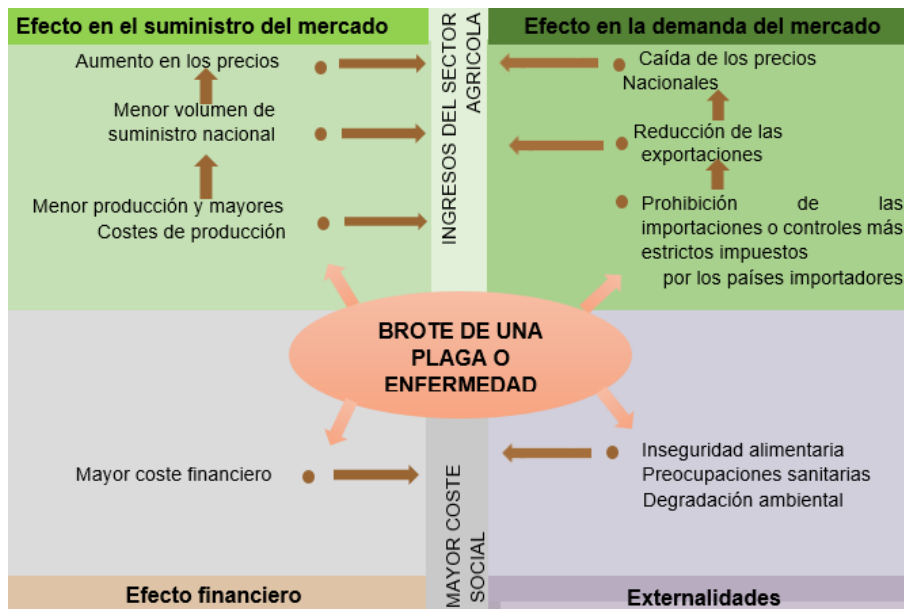 Efecto en el suministro del mercado
Aumento en los precios
Menor volumen de
suministro nacional
Menor producción y mayores
Costes de producción
INGRESOS DEL SECTOR
AGRICOLA
Efecto en la demanda del mercado
Caída de los precios
Nacionales
Reducción de las
exportaciones
Prohibición de las
importaciones o controles más
estrictos impuestos
por los países importadores
BROTE DE UNA
PLAGA O
ENFERMEDAD
Mayor coste financiero
Efecto financiero
MAYOR COSTE
SOCIAL
Inseguridad alimentaria
Preocupaciones sanitarias
Degradación ambiental
Externalidades